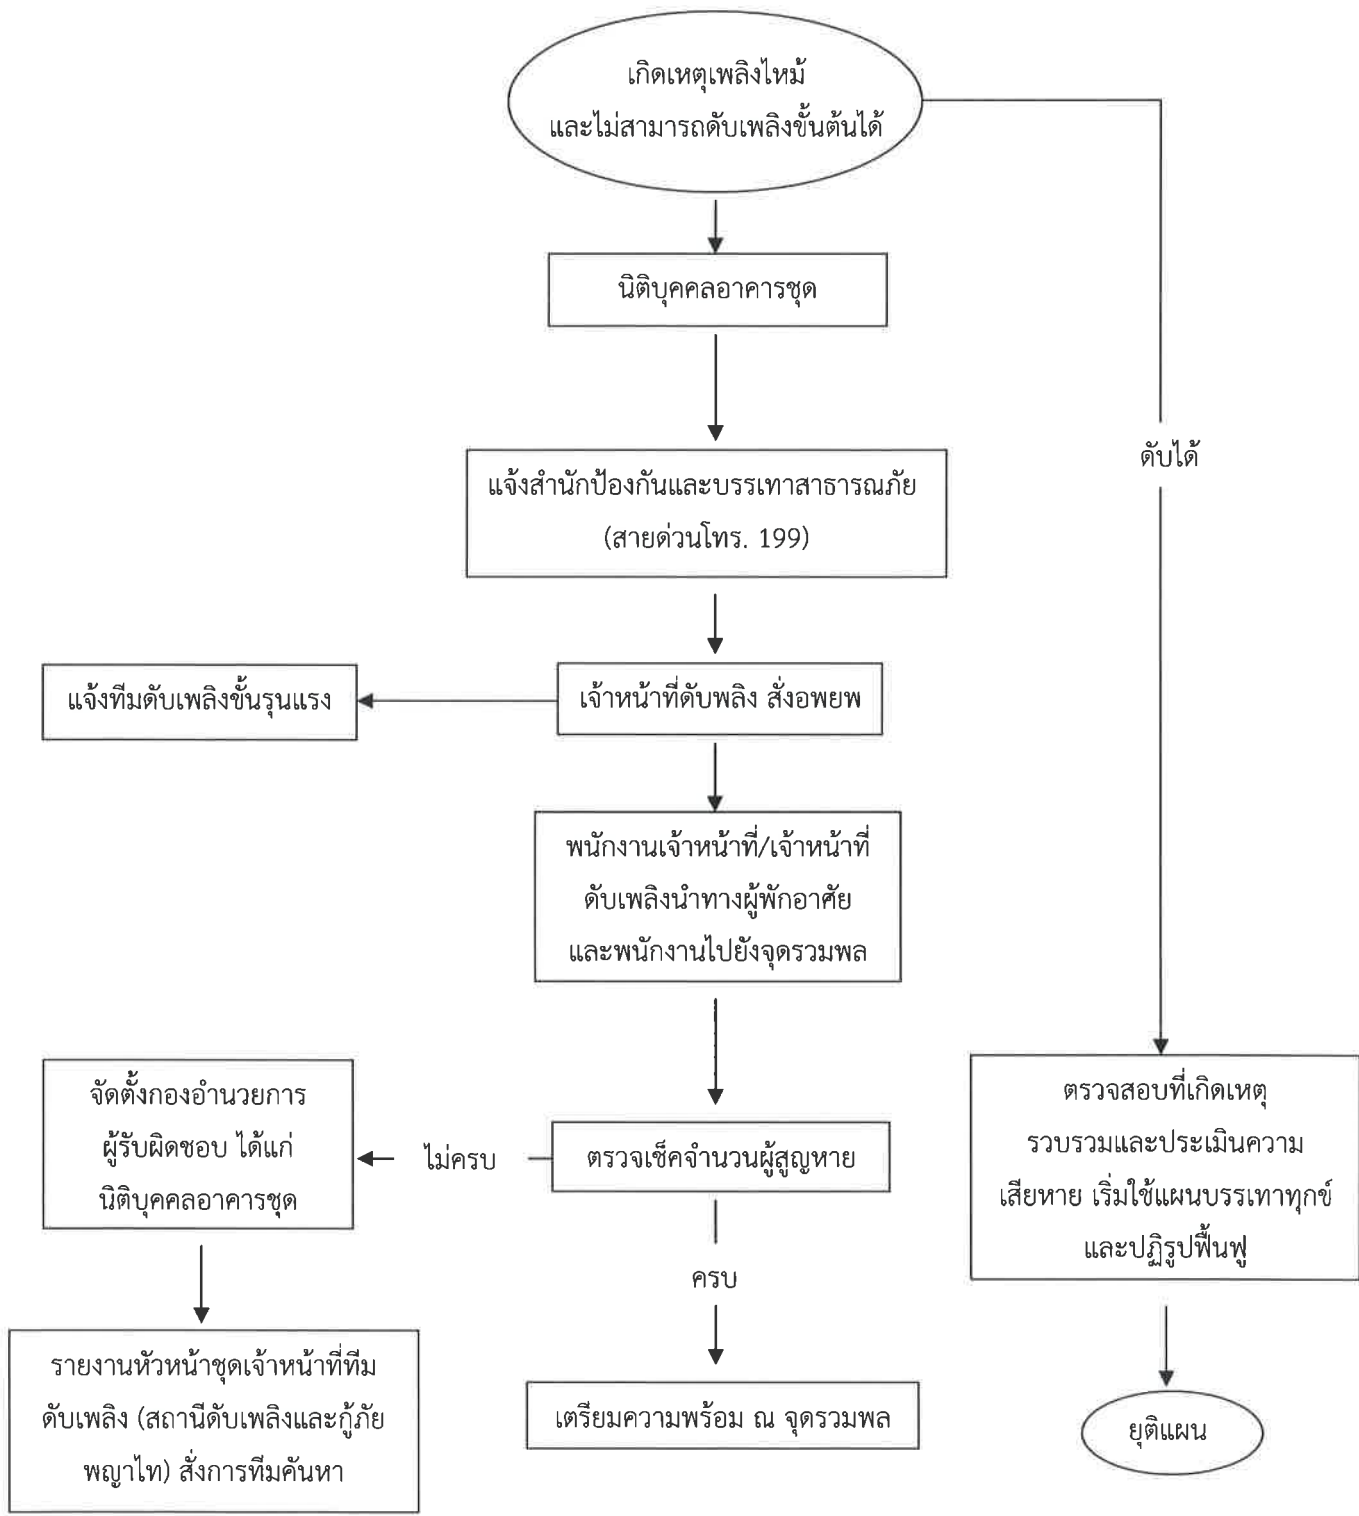 เกิดเหตุเพลิงไหม้
และไม่สามารถดับเพลิงขั้นต้นได้
นิติบุคคลอาคารชุด
ดับได้
แจ้งสำนักป้องกันและบรรเทาสาธารณภัย
(สายด่วนโทร. 199)
แจ้งทีมดับเพลิงขั้นรุนแรง
เจ้าหน้าที่ดับพลิง สั่งอพยพ
พนักงานเจ้าหน้าที่/เจ้าหน้าที่
ดับเพลิงนำทางผู้พักอาศัย
และพนักงานไปยังจุดรวมพล
จัดตั้งกองอำนวยการ
ผู้รับผิดชอบ ได้แก่
นิติบุคคลอาคารชุด
ไม่ครบ
ตรวจเช็คจำนวนผู้สูญหาย
ตรวจสอบที่เกิดเหตุ
รวบรวมและประเมินความ
เสียหาย เริ่มใช้แผนบรรเทาทุกข์
และปฏิรูปฟื้นฟู
ครบ
รายงานหัวหน้าชุดเจ้าหน้าที่ทีม
ดับเพลิง (สถานีดับเพลิงและกู้ภัย
พญาไท) สั่งการทีมค้นหา
เตรียมความพร้อม ณ จุดรวมพล
ยุติแผน